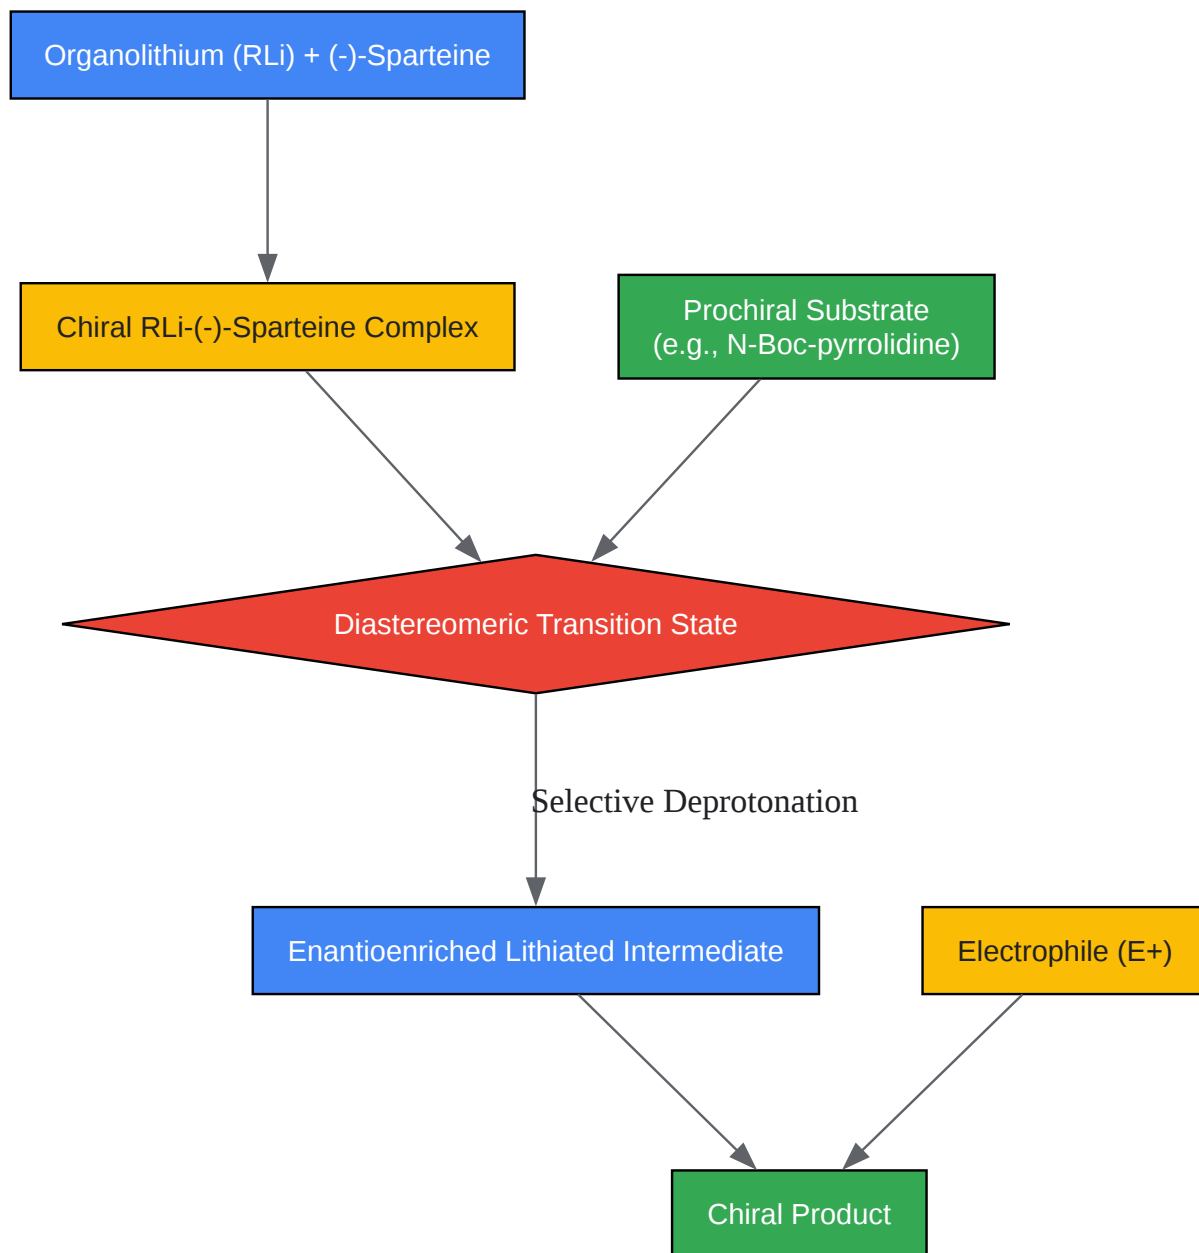 Organolithium (RLi) + (-)-Sparteine
Chiral RLi-(-)-Sparteine Complex
Prochiral Substrate
(e.g., N-Boc-pyrrolidine)
Diastereomeric Transition State
Selective Deprotonation
Enantioenriched Lithiated Intermediate
Electrophile (E+)
Chiral Product